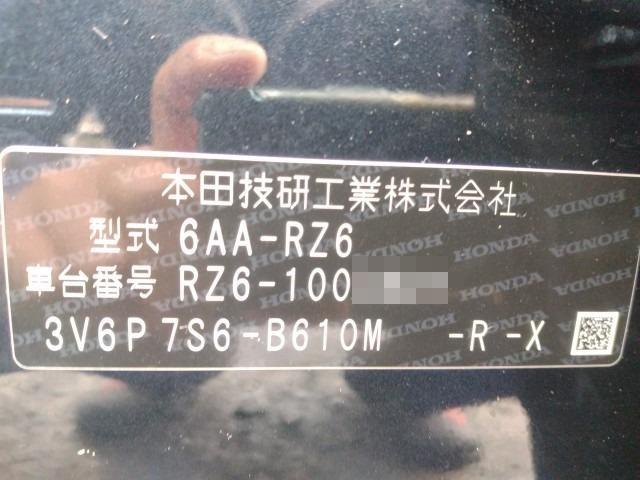 本田技研工業株式会社
型式 6AA-RZ6
車台番号 RZ6-100
3V6P 7S6-B610M -R -X